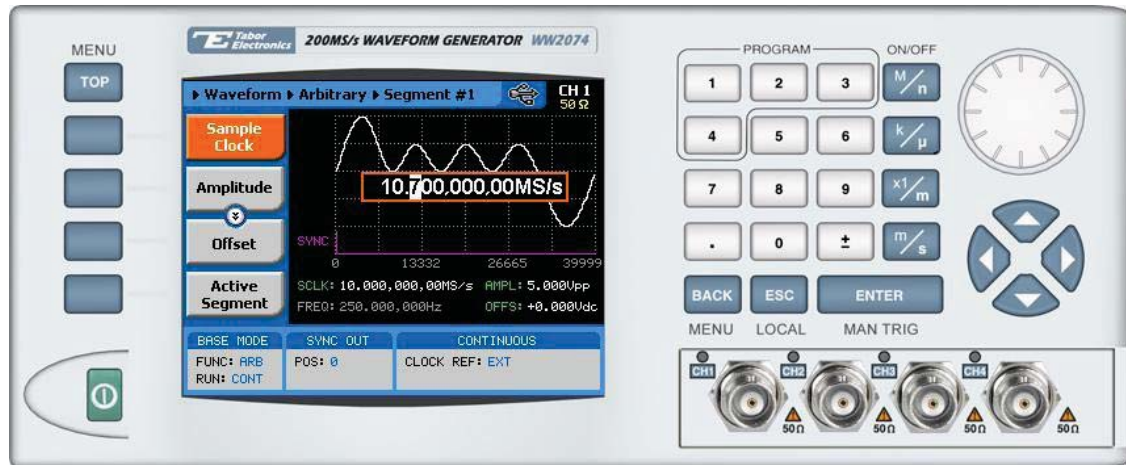 MENU
TOP
Tabor Electronics 200MS/s WAVEFORM GENERATOR WW2074
Waveform Arbitrary Segment #1
CH 1
50 Ω
Sample Clock
Amplitude
Offset
Active Segment
10.700,000,00MS/s
SYNC
0 13332 26665 39999
SCLK: 10.000,000,00MS/s AMPL: 5.000Vpp
FREQ: 250.000,000Hz OFFS: +0.000Vdc
BASE MODE SYNC OUT CONTINUOUS
FUNC: ARB POS: 0 CLOCK REF: EXT
RUN: CONT
PROGRAM ON/OFF
1 2 3 M/n
4 5 6 k/µ
7 8 9 x1/m
. 0 ± m/s
BACK ESC ENTER
MENU LOCAL MAN TRIG
CH1 CH2 CH3 CH4
50Ω 50Ω 50Ω 50Ω